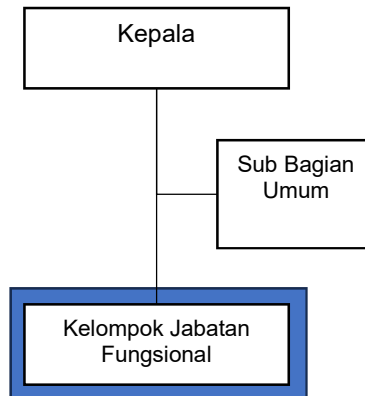 Kepala
Sub Bagian
Umum
Kelompok Jabatan
Fungsional